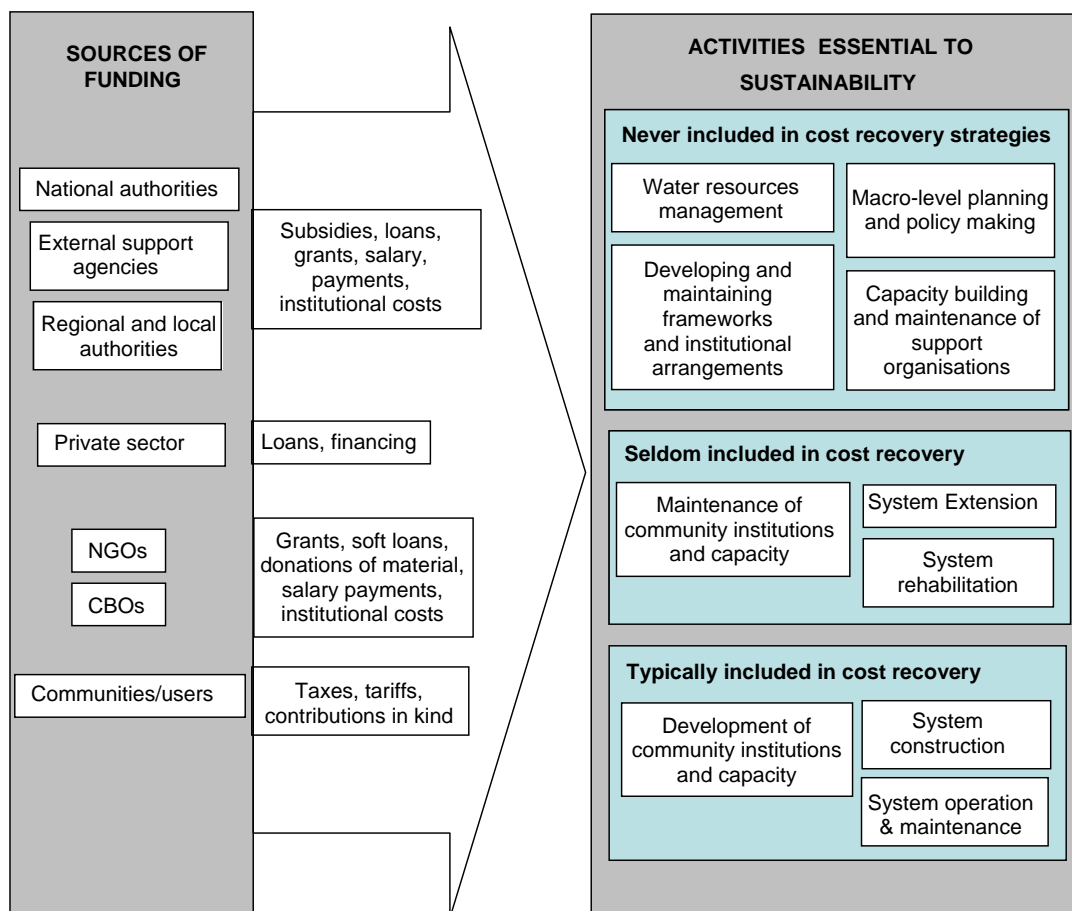 SOURCES OF
FUNDING
National authorities
External support
agencies
Regional and local
authorities
Private sector
NGOs
CBOs
Communities/users
Subsidies, loans,
grants, salary,
payments,
institutional costs
Loans, financing
Grants, soft loans,
donations of material,
salary payments,
institutional costs
Taxes, tariffs,
contributions in kind
ACTIVITIES ESSENTIAL TO
SUSTAINABILITY
Never included in cost recovery strategies
Water resources
management
Macro-level planning
and policy making
Developing and
maintaining
frameworks
and institutional
arrangements
Capacity building
and maintenance of
support
organisations
Seldom included in cost recovery
Maintenance of
community institutions
and capacity
System Extension
System
rehabilitation
Typically included in cost recovery
Development of
community institutions
and capacity
System
construction
System operation
& maintenance